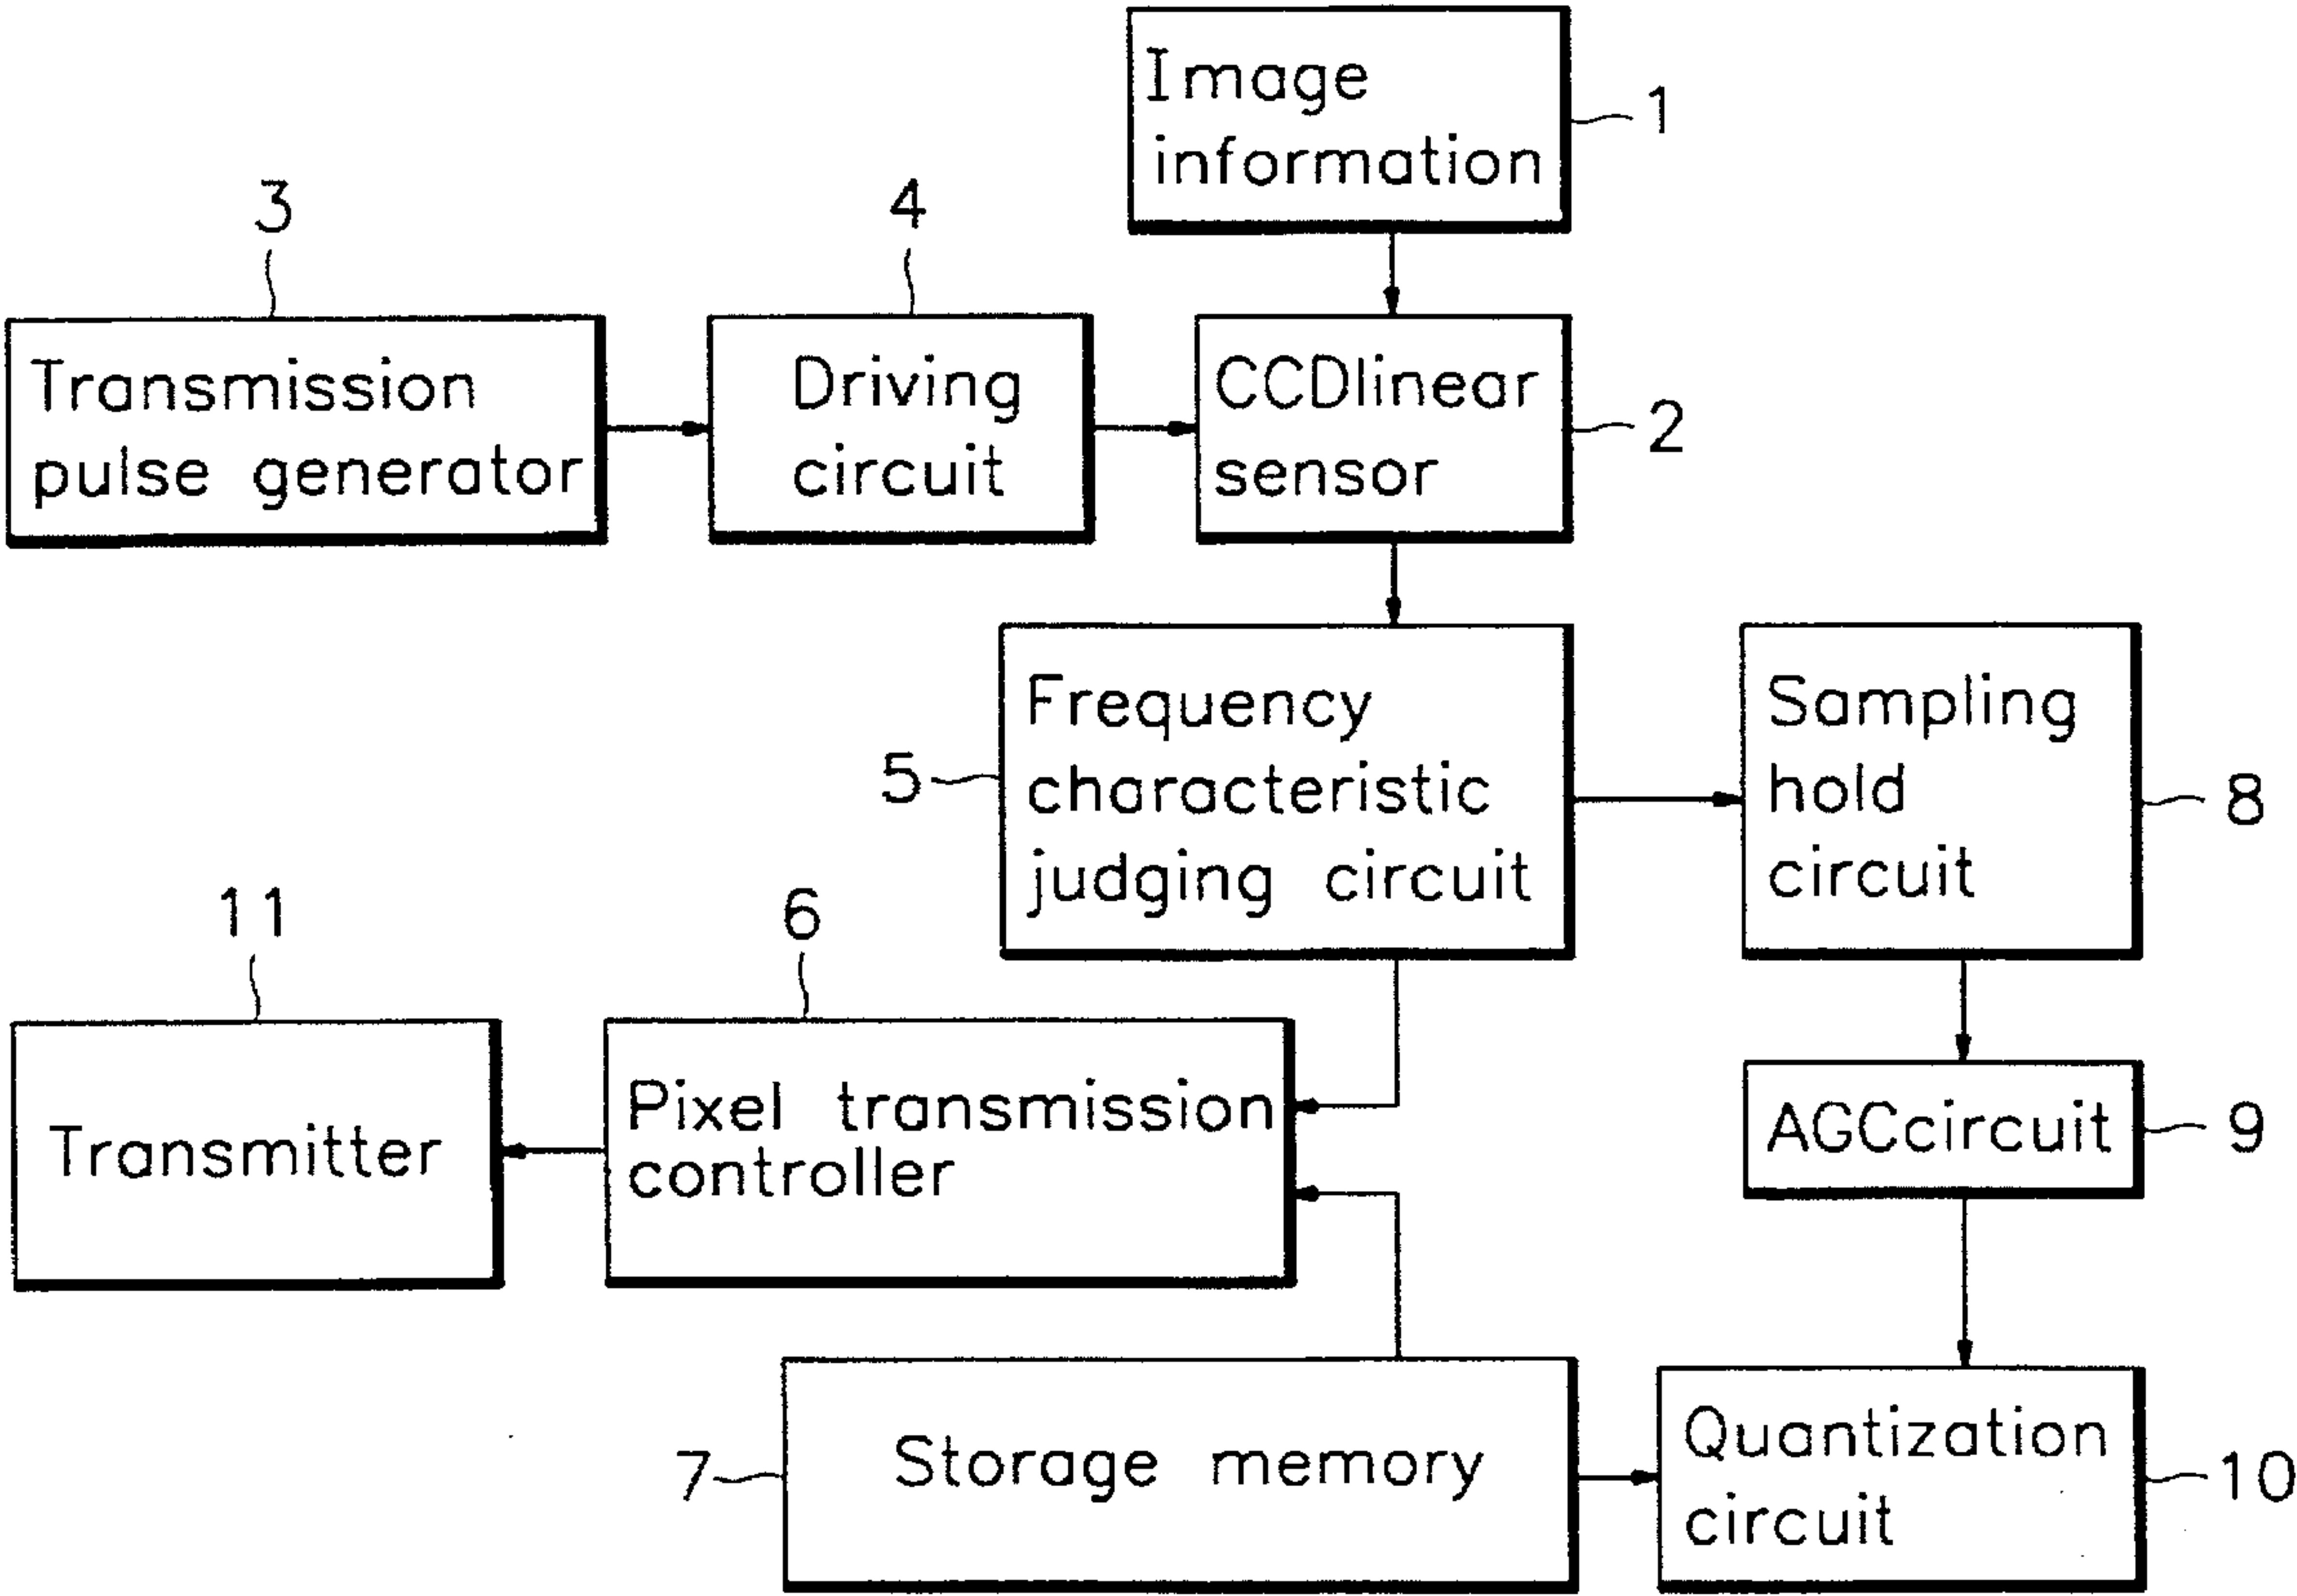 Image
information
1
3
4
Transmission
pulse generator
Driving
circuit
CCDlinear
sensor
2
5
Frequency
characteristic
judging circuit
Sampling
hold
circuit
8
11
6
Transmitter
Pixel transmission
controller
AGCcircuit
9
7
Storage memory
Quantization
circuit
10